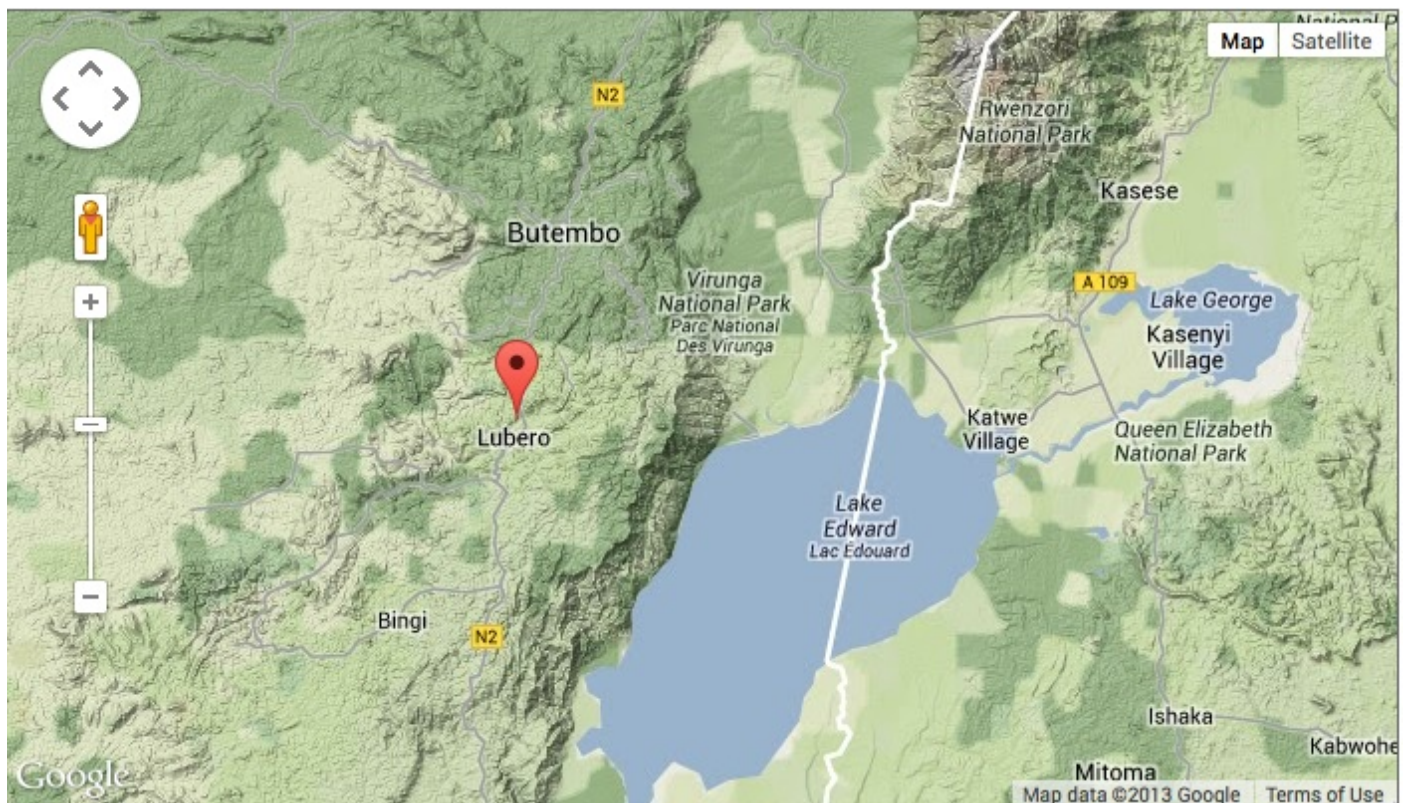 National P
Map
Satellite
N2
Rwenzori
National Park
Kasese
Butembo
Virunga
National Park
Parc National
Des Virunga
A 109
Lake George
Kasenyi
Village
Lubero
Katwe
Village
Queen Elizabeth
National Park
Lake
Edward
Lac Edouard
Bingi
N2
Ishaka
Kabwohe
Mitoma
Google
Map data ©2013 Google
Terms of Use